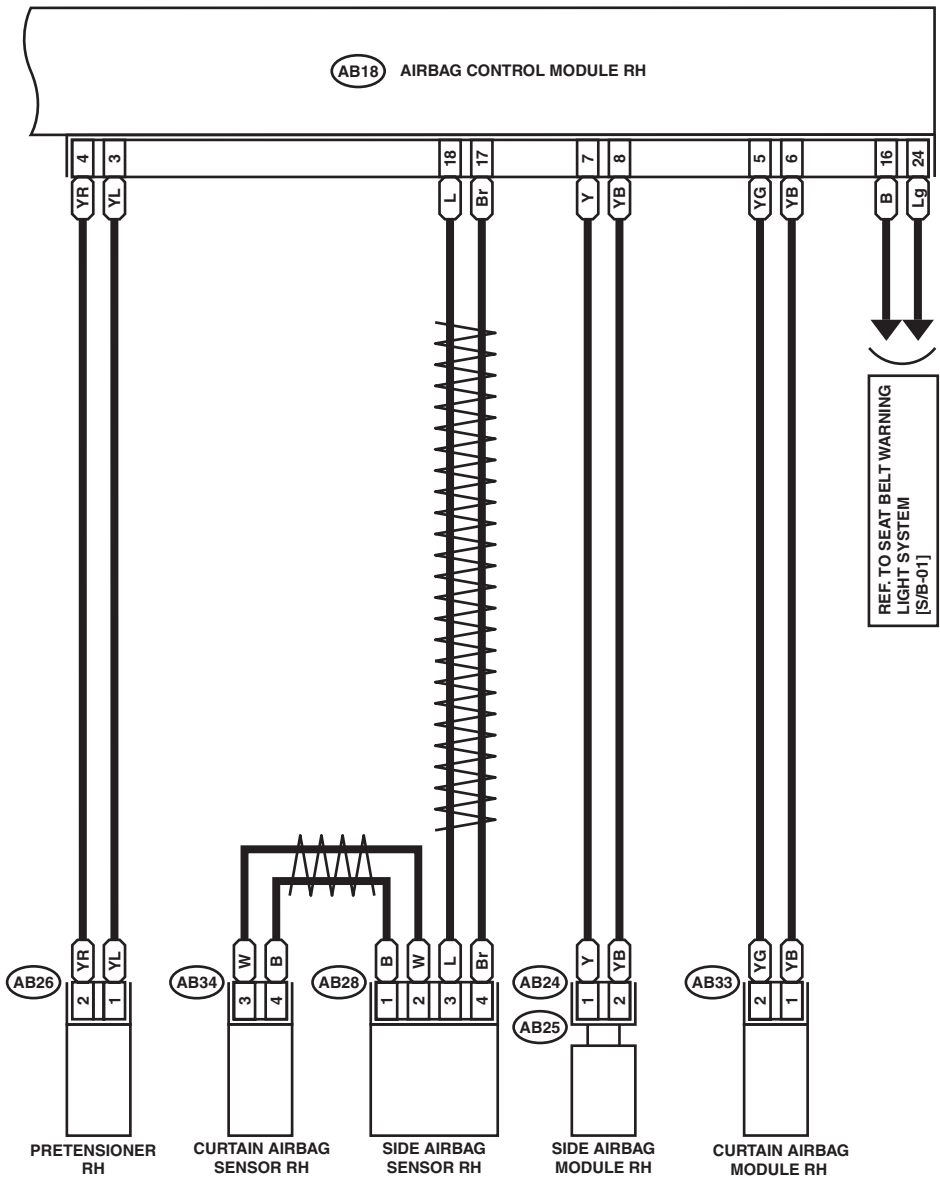 AB18 AIRBAG CONTROL MODULE RH
4 3 18 17 7 8 5 6 16 24
YR YL L Br Y YB YG YB B Lg
REF. TO SEAT BELT WARNING
LIGHT SYSTEM
[S/B-01]
YR YL W B B W L Br Y YB YG YB
AB26 AB34 AB28 AB24 AB33
2 1 3 4 1 2 3 4 1 2 2 1
AB25
PRETENSIONER
RH
CURTAIN AIRBAG
SENSOR RH
SIDE AIRBAG
SENSOR RH
SIDE AIRBAG
MODULE RH
CURTAIN AIRBAG
MODULE RH